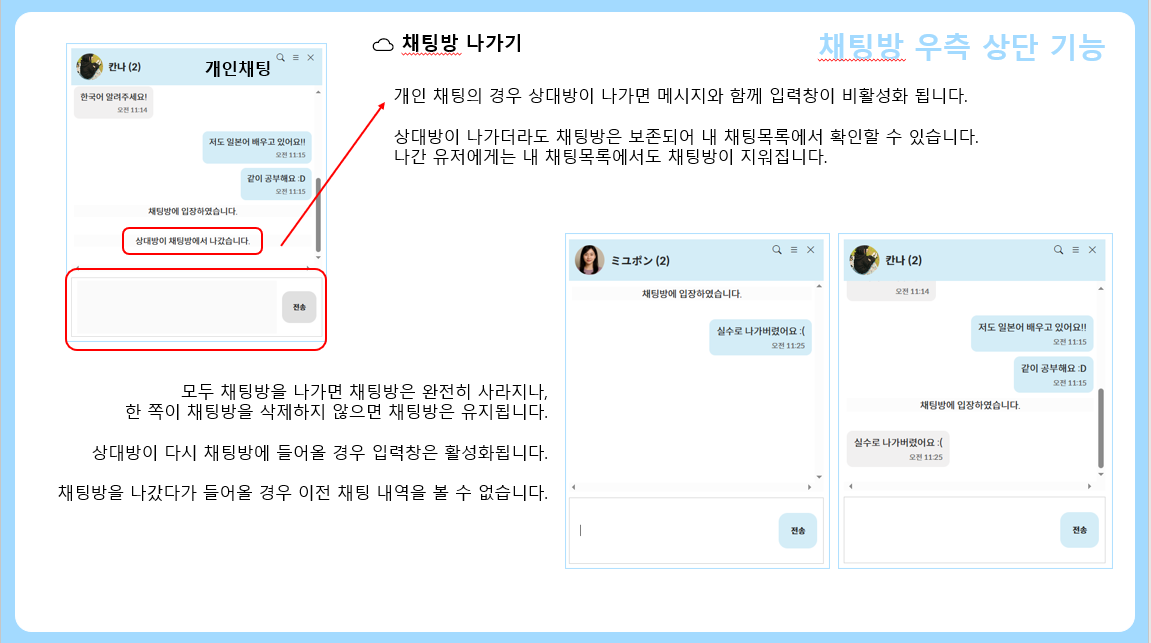 채팅방 나가기
채팅방 우측 상단 기능
칸나 (2)
개인채팅
한국어 알려주세요!
오전 11:14
저도 일본어 배우고 있어요!!
오전 11:15
같이 공부해요 :D
오전 11:15
채팅방에 입장하였습니다.
상대방이 채팅방에서 나갔습니다.
전송
개인 채팅의 경우 상대방이 나가면 메시지와 함께 입력창이 비활성화 됩니다.
상대방이 나가더라도 채팅방은 보존되어 내 채팅목록에서 확인할 수 있습니다.
나간 유저에게는 내 채팅목록에서도 채팅방이 지워집니다.
모두 채팅방을 나가면 채팅방은 완전히 사라지나,
한 쪽이 채팅방을 삭제하지 않으면 채팅방은 유지됩니다.
상대방이 다시 채팅방에 들어올 경우 입력창은 활성화됩니다.
채팅방을 나갔다가 들어올 경우 이전 채팅 내역을 볼 수 없습니다.
ミユポン (2)
채팅방에 입장하였습니다.
실수로 나가버렸어요 :(
오전 11:25
전송
칸나 (2)
오전 11:14
저도 일본어 배우고 있어요!!
오전 11:15
같이 공부해요 :D
오전 11:15
채팅방에 입장하였습니다.
실수로 나가버렸어요 :(
오전 11:25
전송